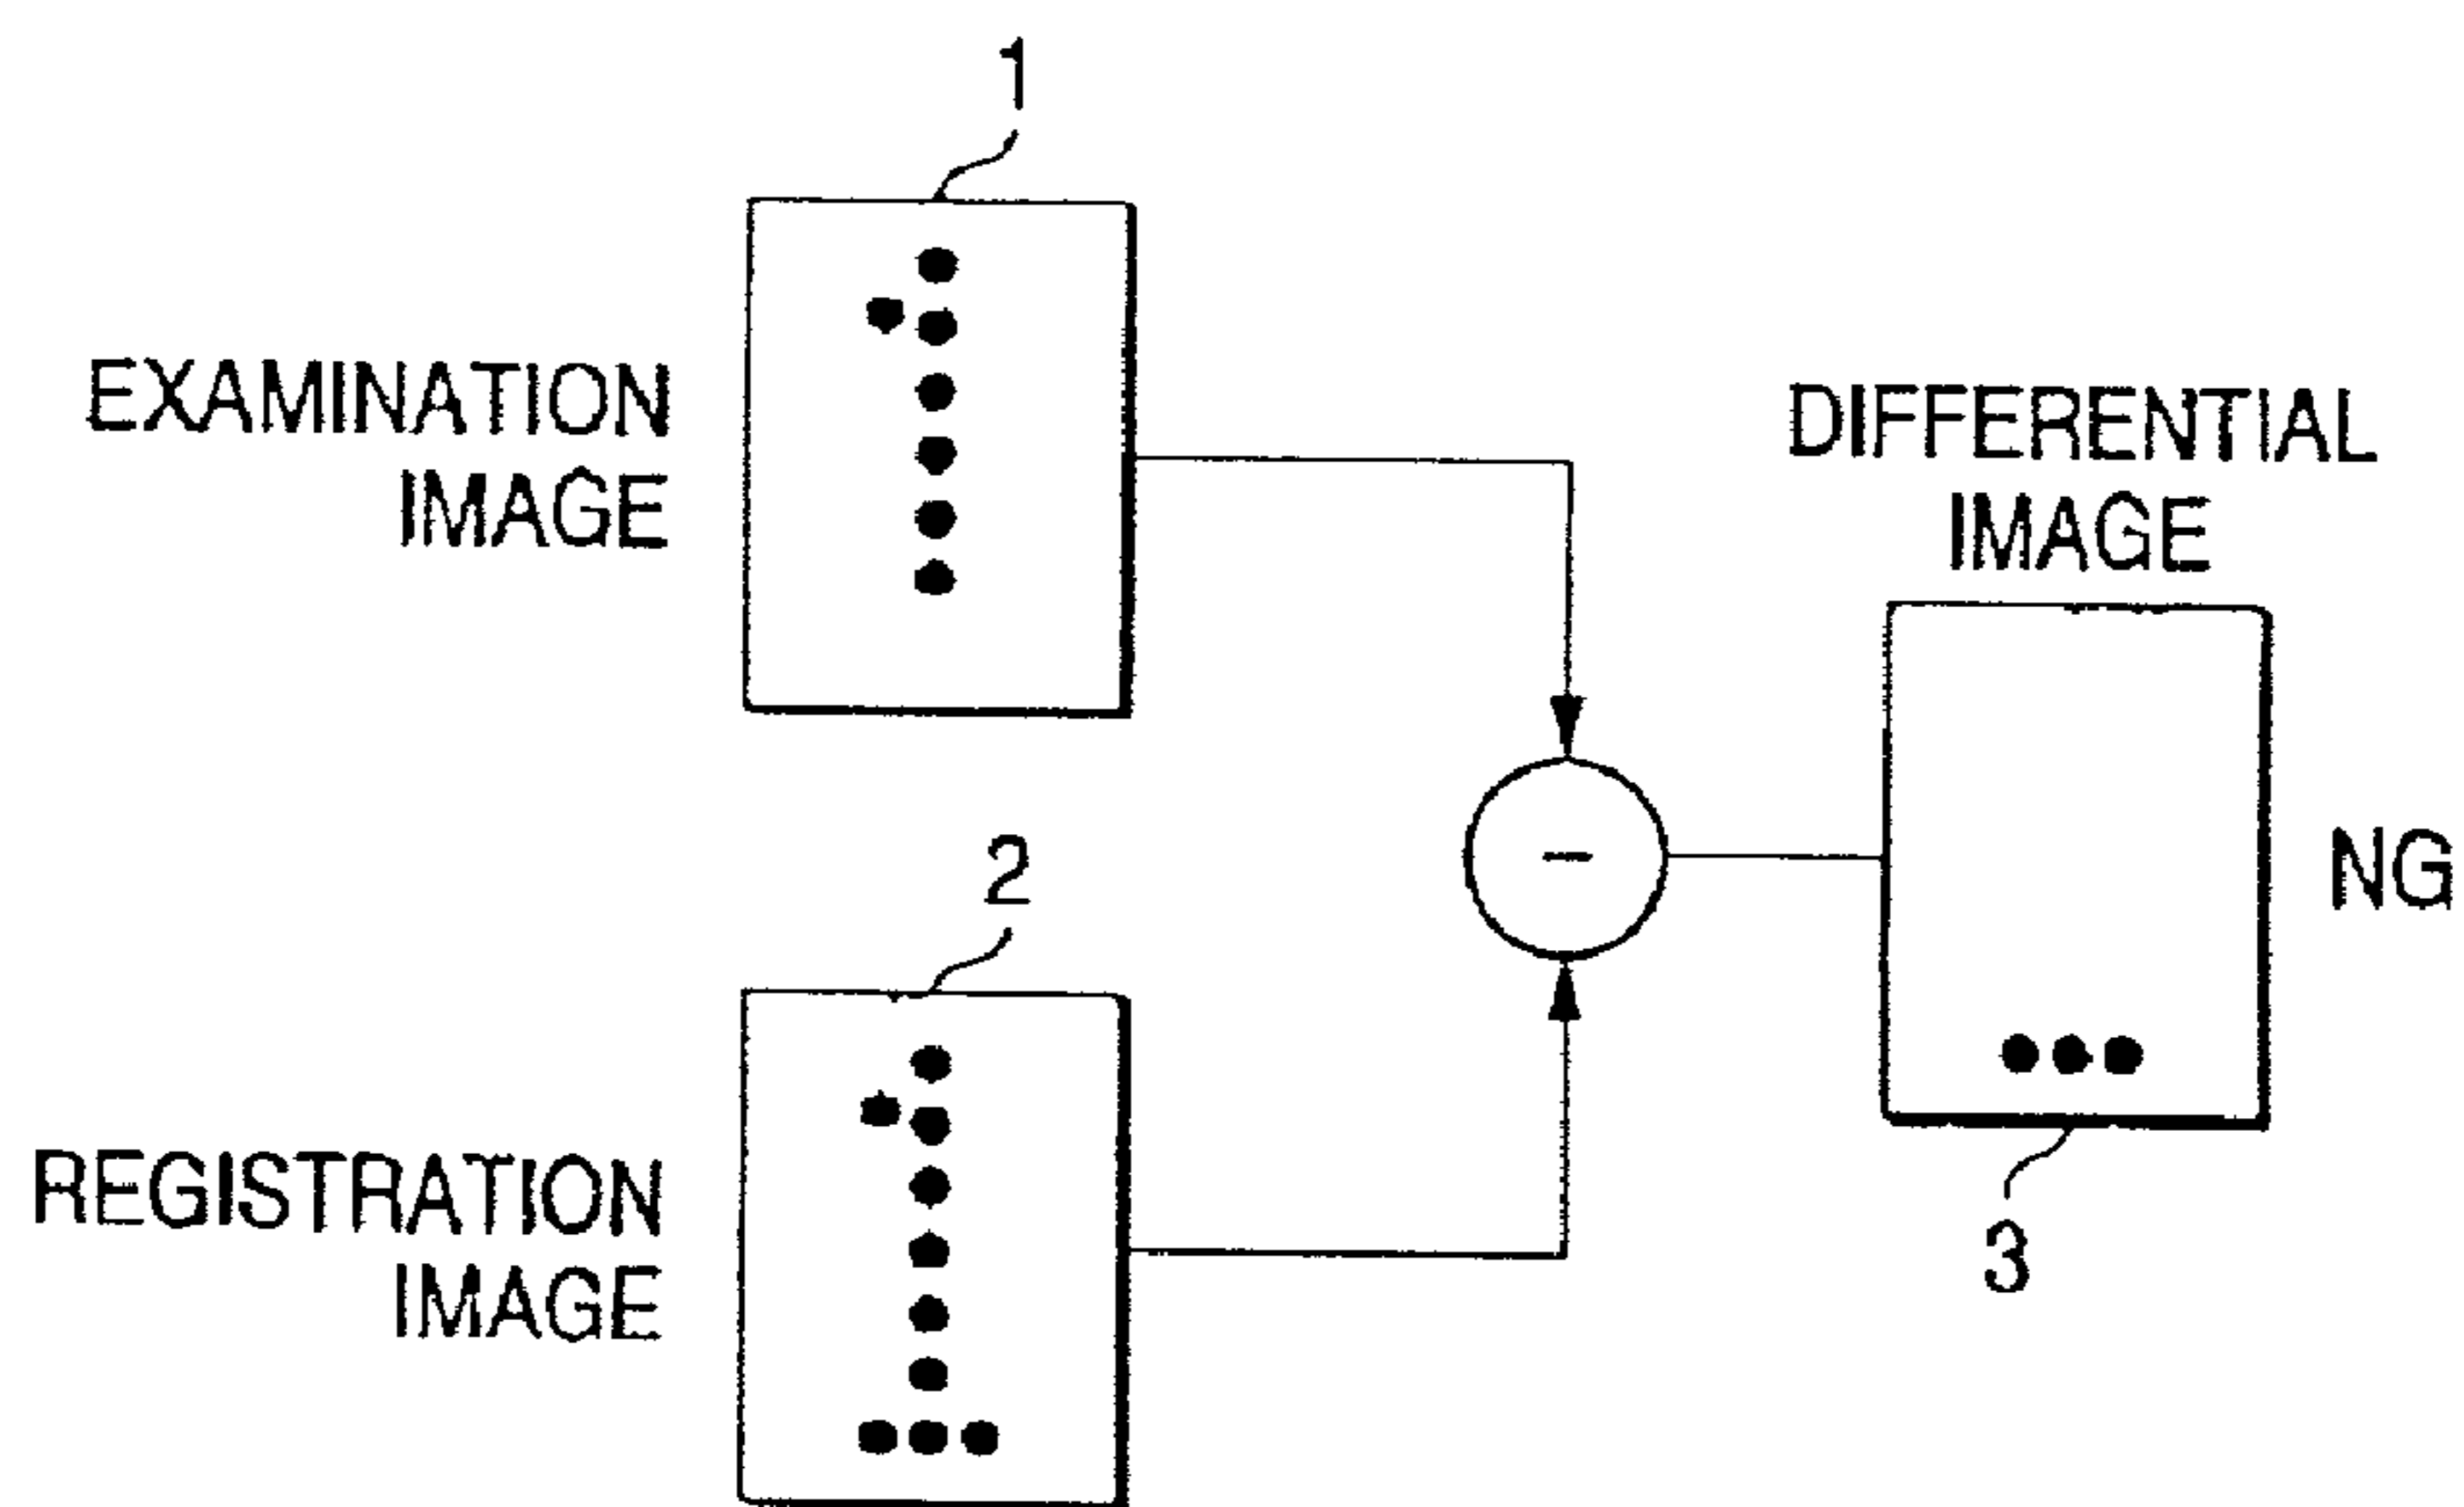 1
EXAMINATION
IMAGE
DIFFERENTIAL
IMAGE
NG
2
REGISTRATION
IMAGE
3